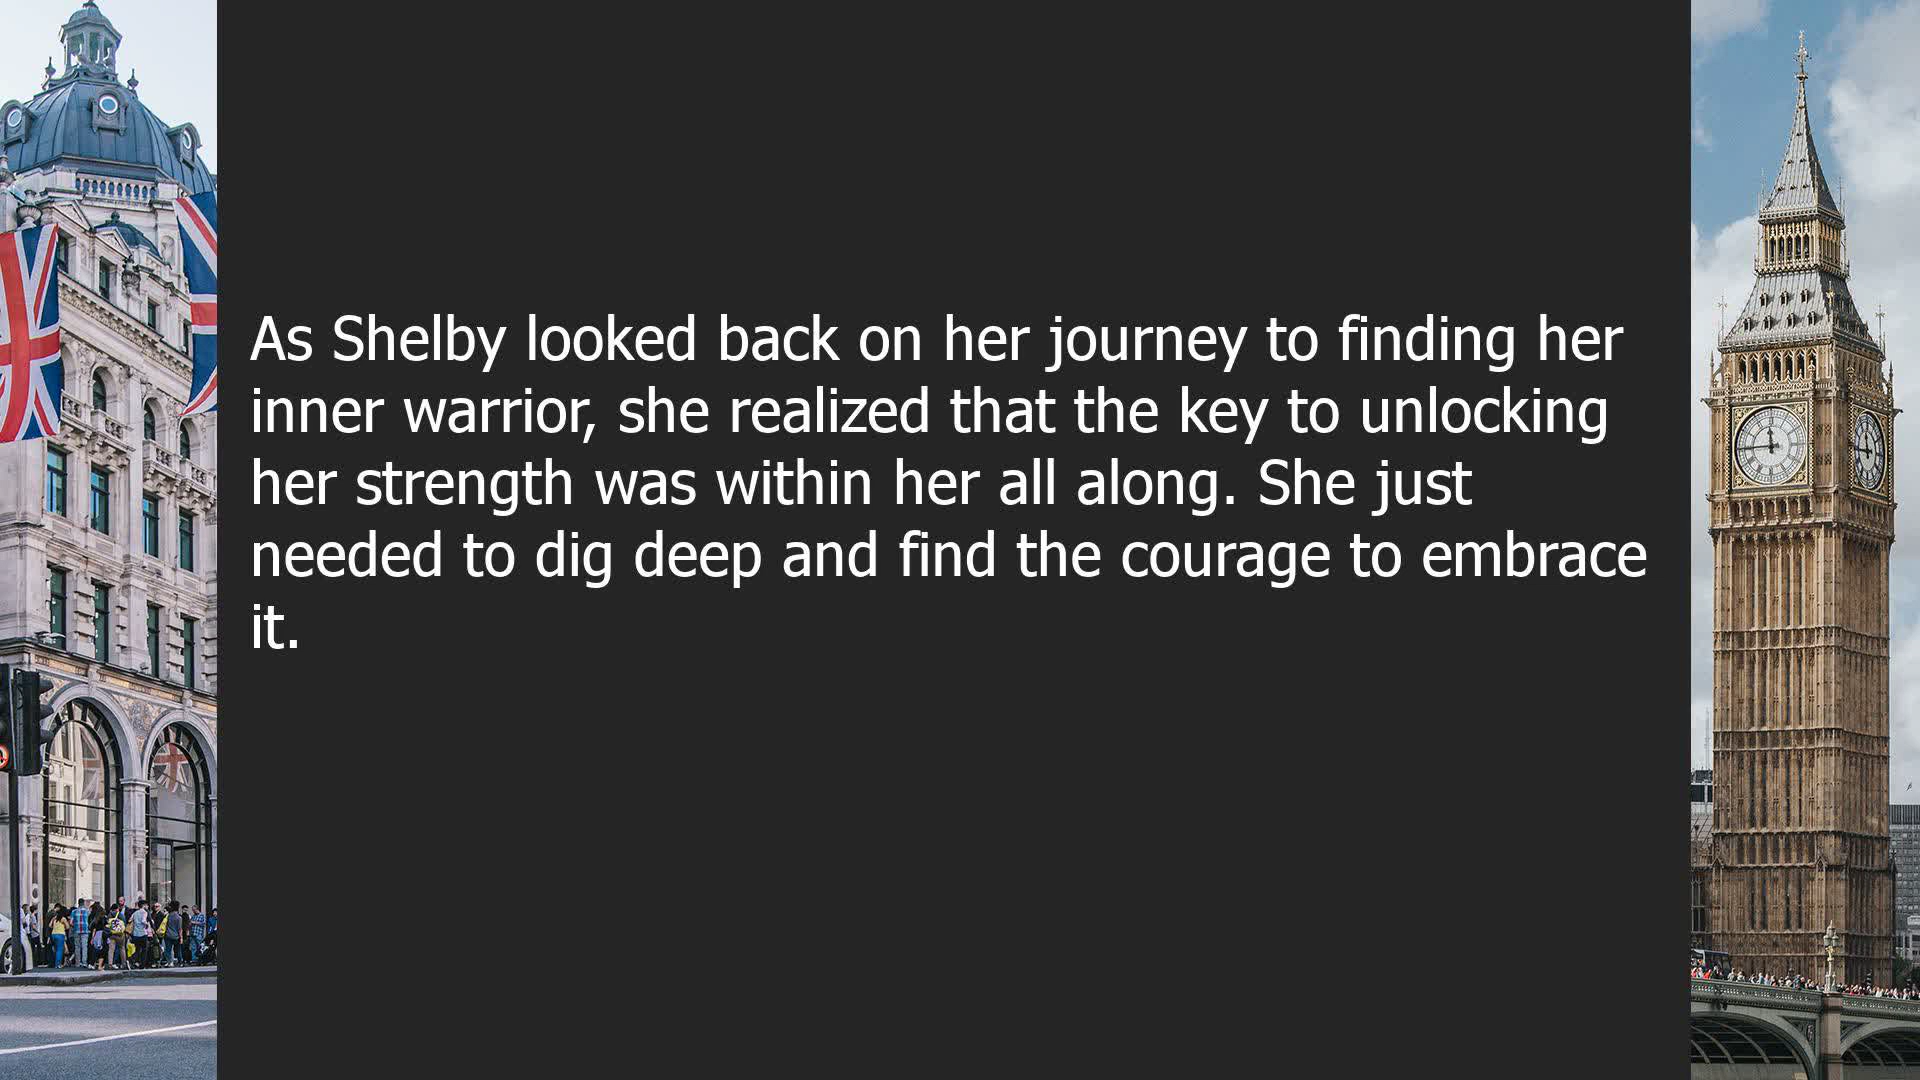 As Shelby looked back on her journey to finding her
inner warrior, she realized that the key to unlocking
her strength was within her all along. She just
needed to dig deep and find the courage to embrace
it.